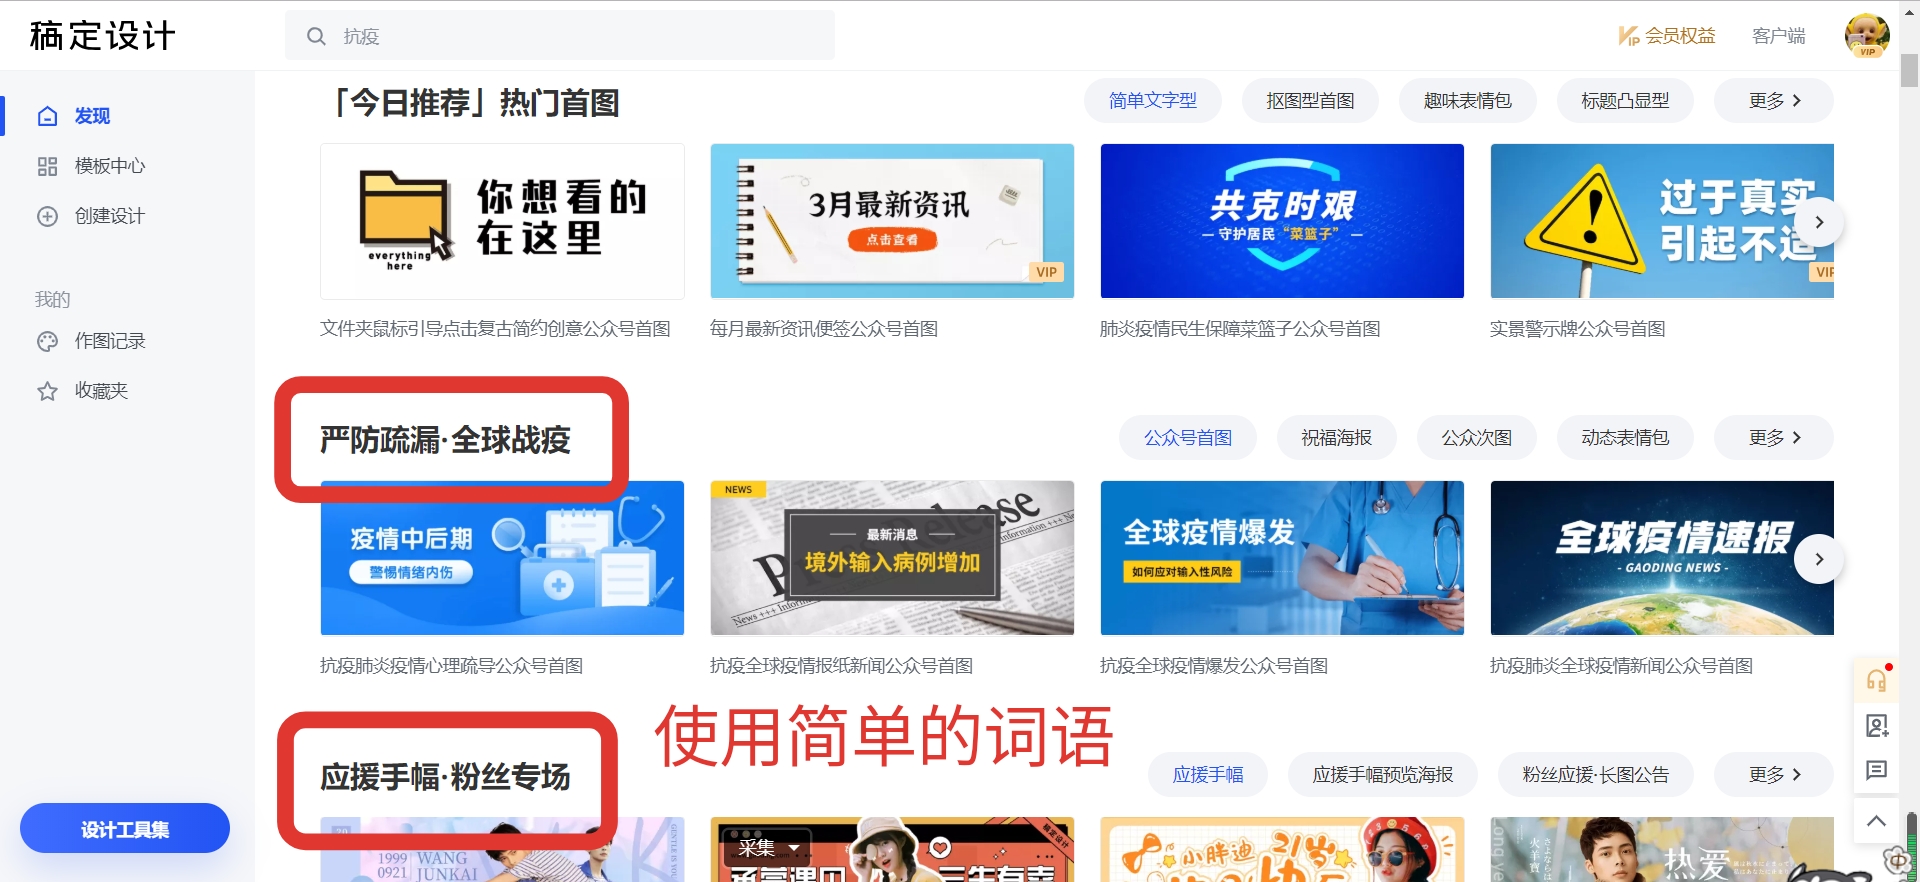 稿定设计
抗疫
会员权益
客户端
VIP
发现
模板中心
创建设计
我的
作图记录
收藏夹
设计工具集
「今日推荐」热门首图
简单文字型
抠图型首图
趣味表情包
标题凸显型
更多
你想看的
在这里
everything
here
3月最新资讯
点击查看
VIP
共克时艰
守护居民“菜篮子”
过于真实
引起不适
VIP
文件夹鼠标引导点击复古简约创意公众号首图
每月最新资讯便签公众号首图
肺炎疫情民生保障菜篮子公众号首图
实景警示牌公众号首图
严防疏漏·全球战疫
公众号首图
祝福海报
公众次图
动态表情包
更多
疫情中后期
警惕情绪内伤
NEWS
Release
最新消息
境外输入病例增加
全球疫情爆发
如何应对输入性风险
全球疫情速报
- GAODING NEWS -
抗疫肺炎疫情心理疏导公众号首图
抗疫全球疫情报纸新闻公众号首图
抗疫全球疫情爆发公众号首图
抗疫肺炎全球疫情新闻公众号首图
使用简单的词语
应援手幅·粉丝专场
应援手幅
应援手幅预览海报
粉丝应援·长图公告
更多
1999
0921
WANG
JUNKAI
采集
小胖迪
21岁
热爱
中